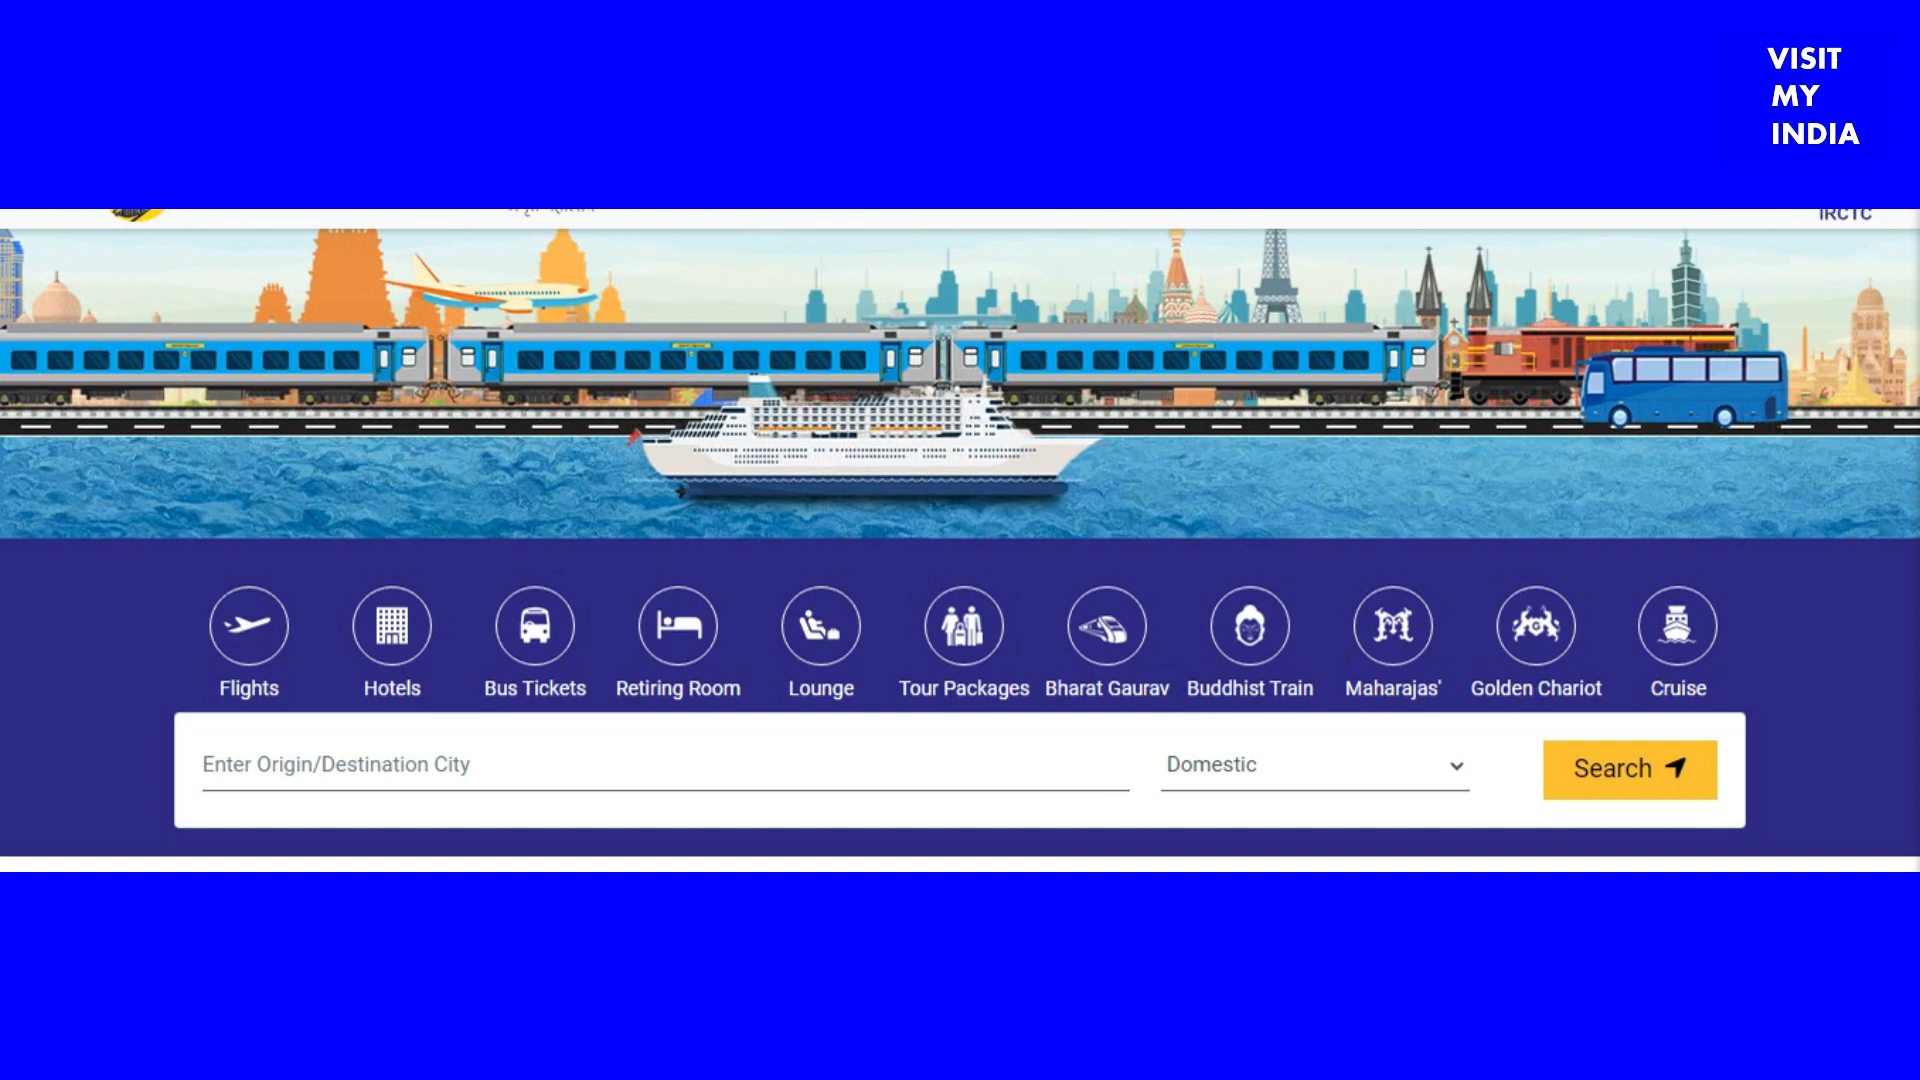 VISIT
MY
INDIA
IRCTC
Flights
Hotels
Bus Tickets
Retiring Room
Lounge
Tour Packages
Bharat Gaurav
Buddhist Train
Maharajas'
Golden Chariot
Cruise
Enter Origin/Destination City
Domestic
Search